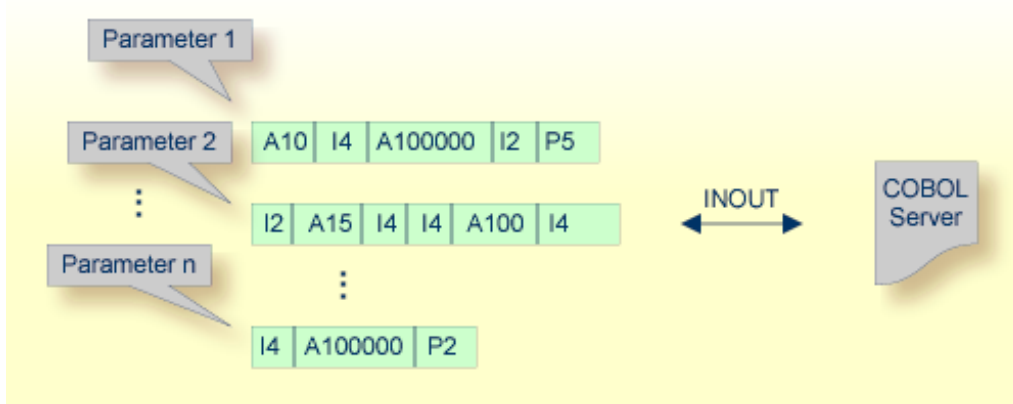 Parameter 1
A10 I4 A100000 I2 P5
Parameter 2
I2 A15 I4 I4 A100 I4
INOUT
COBOL
Server
Parameter n
I4 A100000 P2